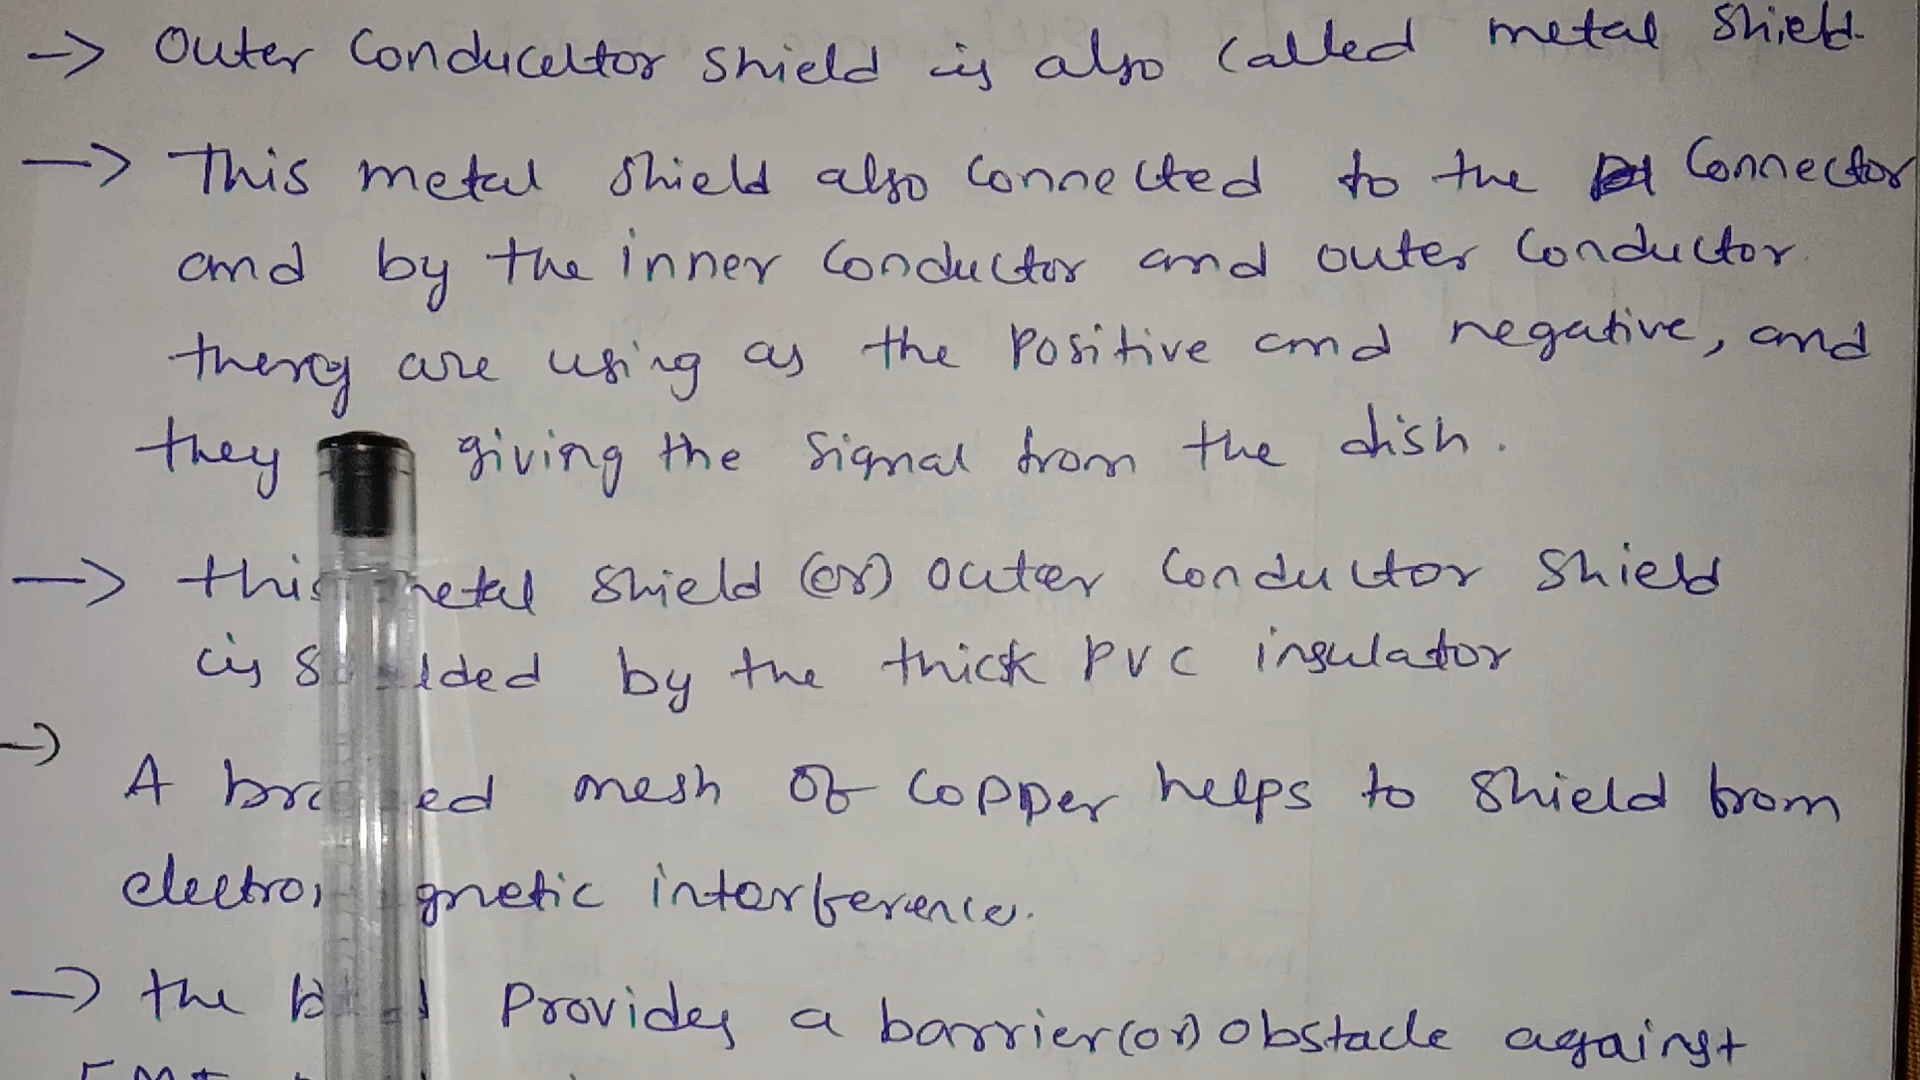 → Outer Conduceltor shield is also called metal shield.
→ This metal shield also connected to the connector
and by the inner conductor and outer conductor.
they are using as the positive and negative, and
they giving the signal from the dish.
→ this metal shield (or) outer conductor shield
is by the thick PVC insulator
→
A mesh of copper helps to shield from
electromagnetic interference.
→ the provides a barrier (or) obstacle against